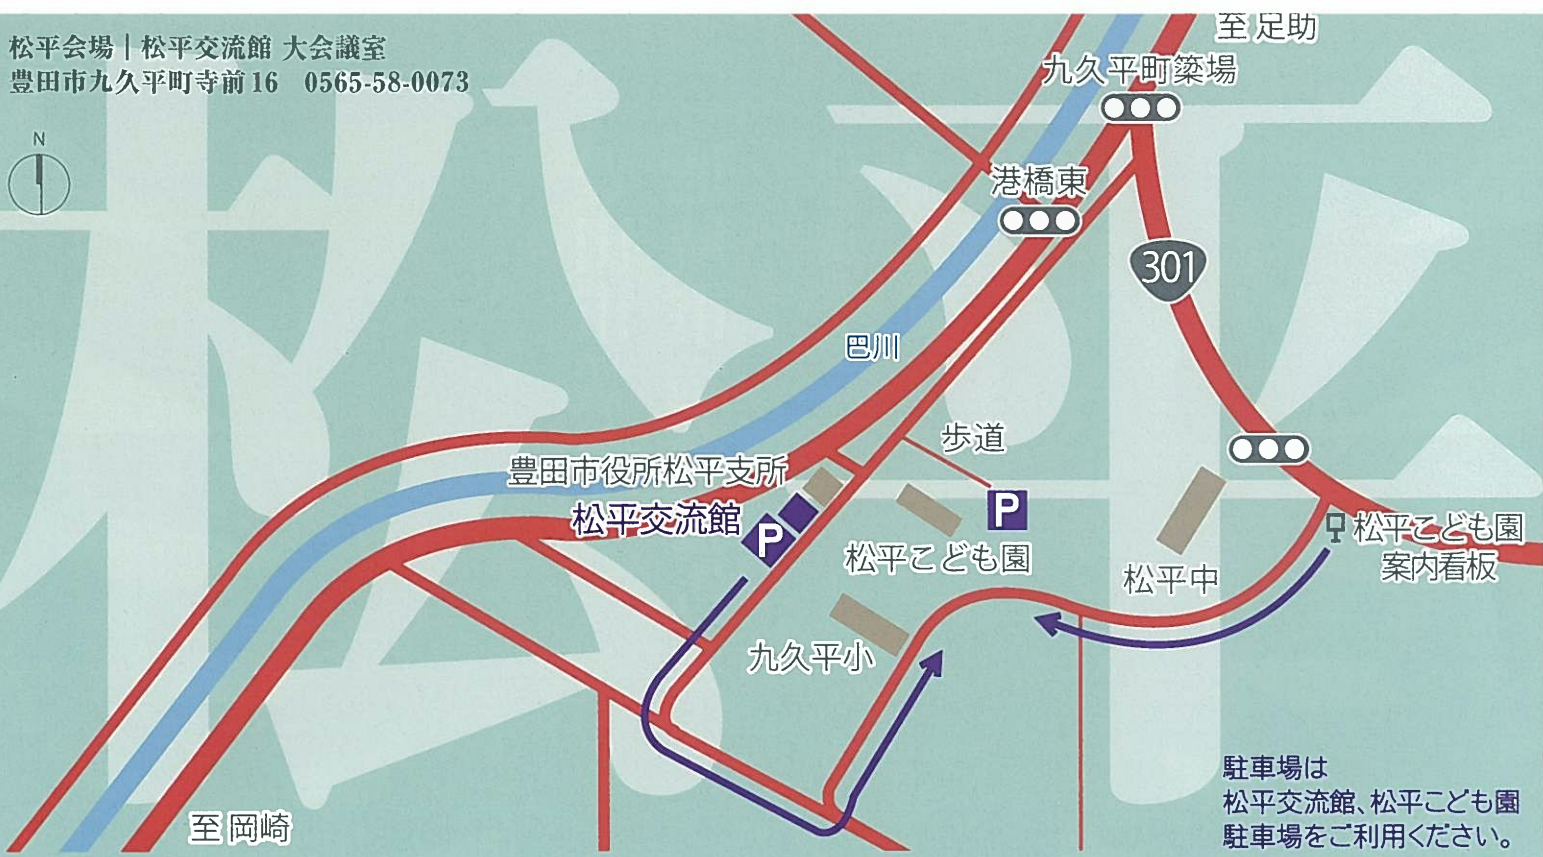 松平会場｜松平交流館 大会議室
豊田市九久平町寺前16　0565-58-0073
N
至 足助
九久平町簗場
港橋東
301
巴川
歩道
豊田市役所松平支所
松平交流館
P
P
松平こども園
松平中
松平こども園
案内看板
九久平小
至 岡崎
駐車場は
松平交流館、松平こども園
駐車場をご利用ください。
松平